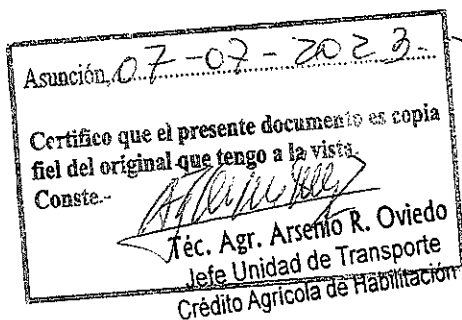 Asunción, 07-07-2023.-
Certifico que el presente documento es copia
fiel del original que tengo a la vista.
Conste.-
Téc. Agr. Arsenio R. Oviedo
Jefe Unidad de Transporte
Crédito Agrícola de Habilitación